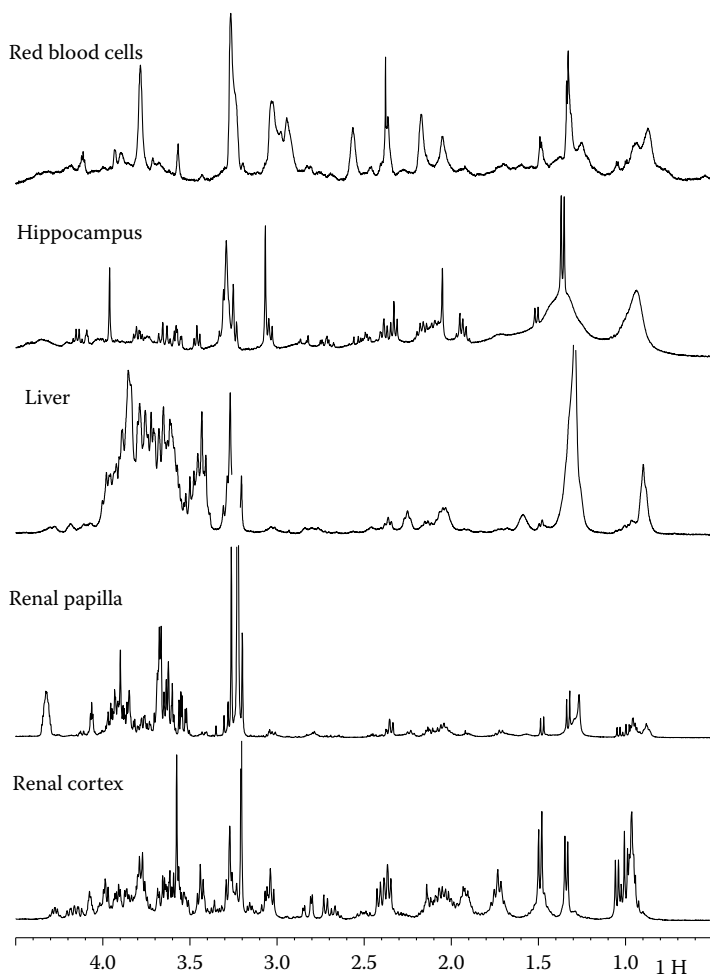 Red blood cells
Hippocampus
Liver
Renal papilla
Renal cortex
4.0 3.5 3.0 2.5 2.0 1.5 1.0 1 H